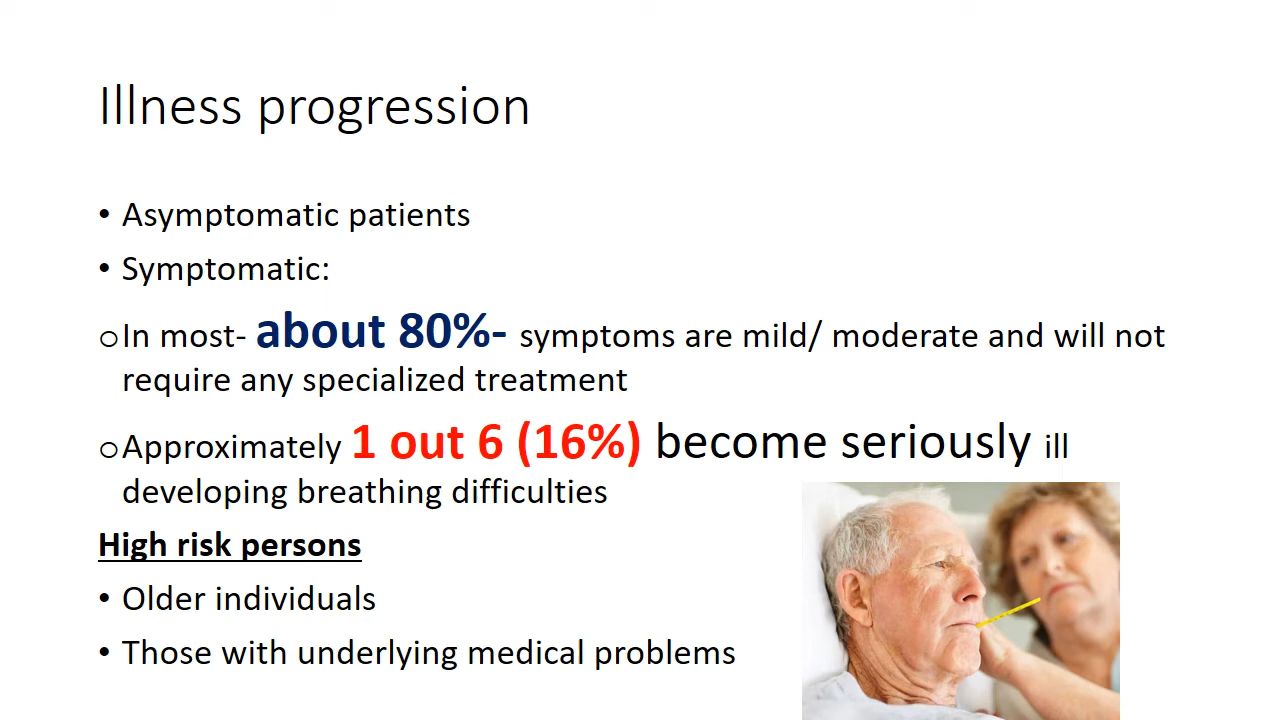 Illness progression
• Asymptomatic patients
• Symptomatic:
o In most- about 80%- symptoms are mild/ moderate and will not
require any specialized treatment
o Approximately 1 out 6 (16%) become seriously ill
developing breathing difficulties
High risk persons
• Older individuals
• Those with underlying medical problems